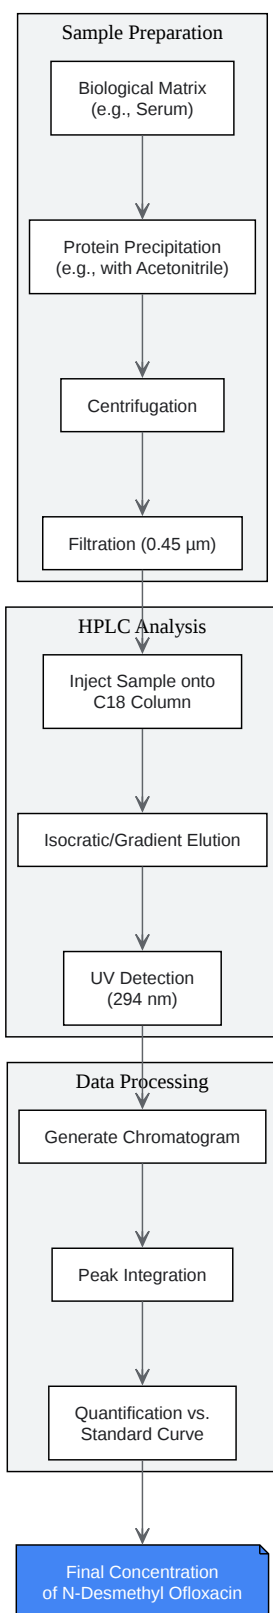 Sample Preparation
Biological Matrix
(e.g., Serum)
Protein Precipitation
(e.g., with Acetonitrile)
Centrifugation
Filtration (0.45 µm)
HPLC Analysis
Inject Sample onto
C18 Column
Isocratic/Gradient Elution
UV Detection
(294 nm)
Data Processing
Generate Chromatogram
Peak Integration
Quantification vs.
Standard Curve
Final Concentration
of N-Desmethyl Ofloxacin